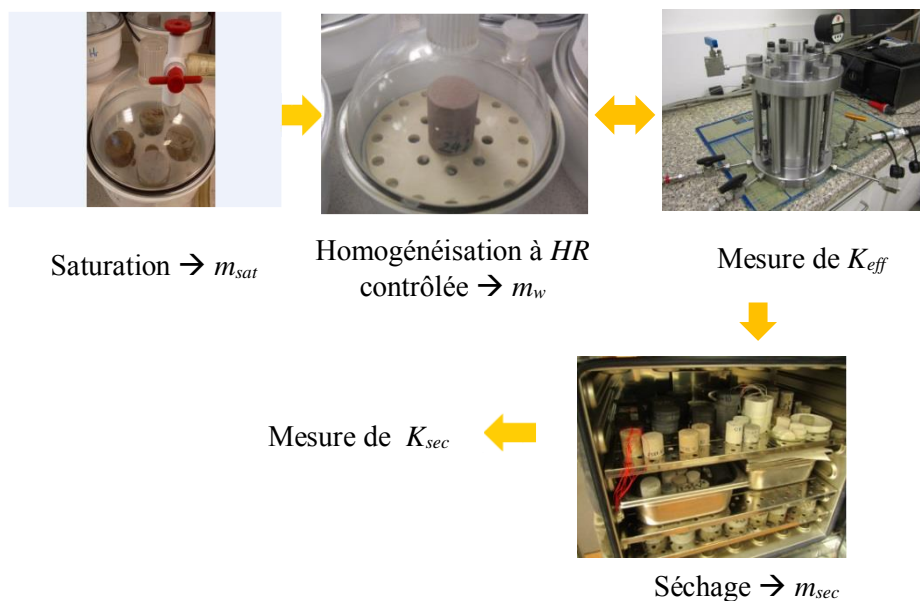 Saturation → m_sat
Homogénéisation à HR
contrôlée → m_w
Mesure de K_eff
Mesure de K_sec
Séchage → m_sec